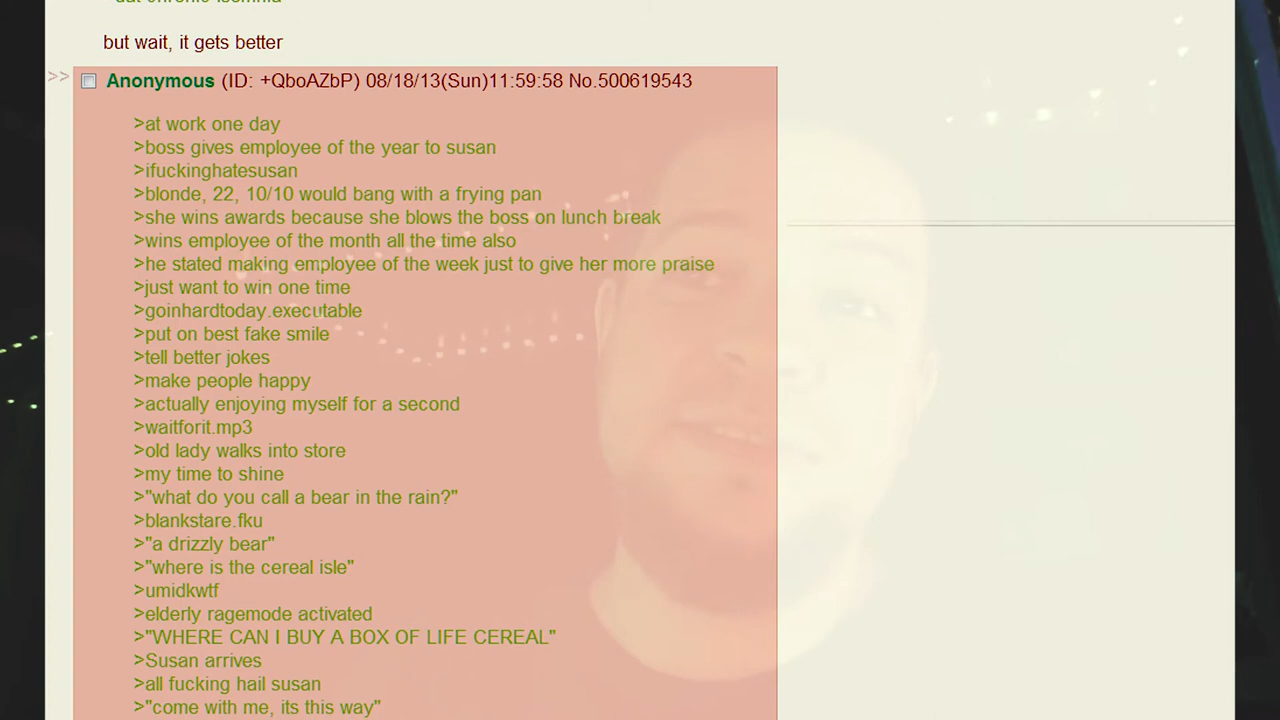 but wait, it gets better
>> Anonymous (ID: +QboAZbP) 08/18/13(Sun)11:59:58 No.500619543
>at work one day
>boss gives employee of the year to susan
>ifuckinghatesusan
>blonde, 22, 10/10 would bang with a frying pan
>she wins awards because she blows the boss on lunch break
>wins employee of the month all the time also
>he stated making employee of the week just to give her more praise
>just want to win one time
>goinhardtoday.executable
>put on best fake smile
>tell better jokes
>make people happy
>actually enjoying myself for a second
>waitforit.mp3
>old lady walks into store
>my time to shine
>"what do you call a bear in the rain?"
>blankstare.fku
>"a drizzly bear"
>"where is the cereal isle"
>umidkwtf
>elderly ragemode activated
>"WHERE CAN I BUY A BOX OF LIFE CEREAL"
>Susan arrives
>all fucking hail susan
>"come with me, its this way"